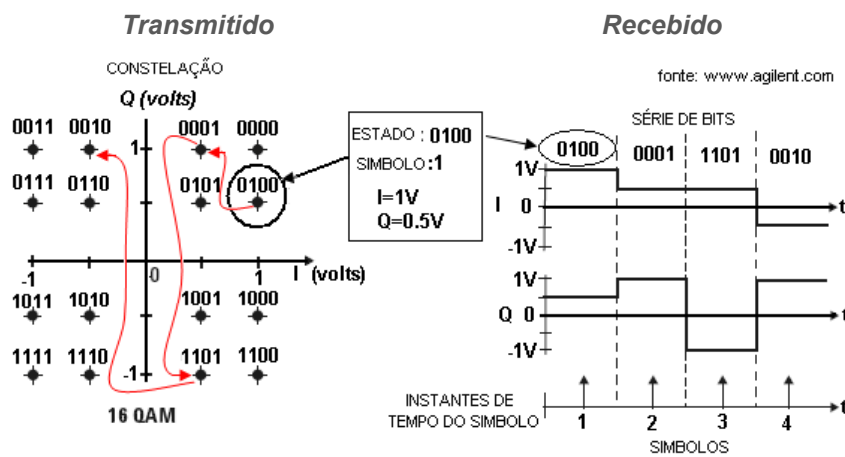 Transmitido
Recebido
CONSTELAÇÃO
fonte: www.agilent.com
Q (volts)
0011 0010 0001 0000
1
0111 0110 0101 0100
-1 0 1 I (volts)
1011 1010 1001 1000
1111 1110 1101 1100
-1
16 QAM
ESTADO : 0100
SIMBOLO:1
I=1V
Q=0.5V
SÉRIE DE BITS
0100 0001 1101 0010
1V
I 0 t
-1V
1V
Q 0 t
-1V
INSTANTES DE
TEMPO DO SIMBOLO
t
1 2 3 4
SIMBOLOS